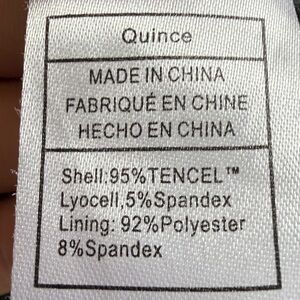 Quince
MADE IN CHINA
FABRIQUÉ EN CHINE
HECHO EN CHINA
Shell:95%TENCEL™
Lyocell,5%Spandex
Lining: 92%Polyester
8%Spandex